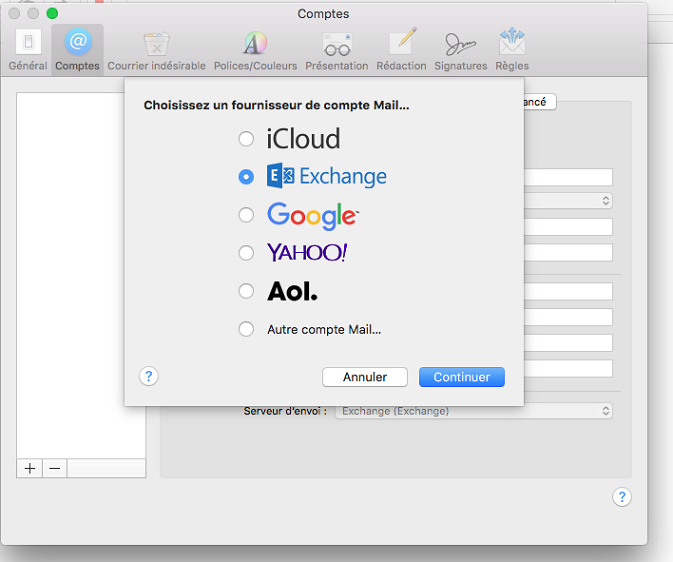 Comptes
Général Comptes Courrier indésirable Polices/Couleurs Présentation Rédaction Signatures Règles
Choisissez un fournisseur de compte Mail...
ancé
iCloud
Exchange
Google
YAHOO!
Aol.
Autre compte Mail...
? Annuler Continuer
Serveur d'envoi : Exchange (Exchange)
+ −
?